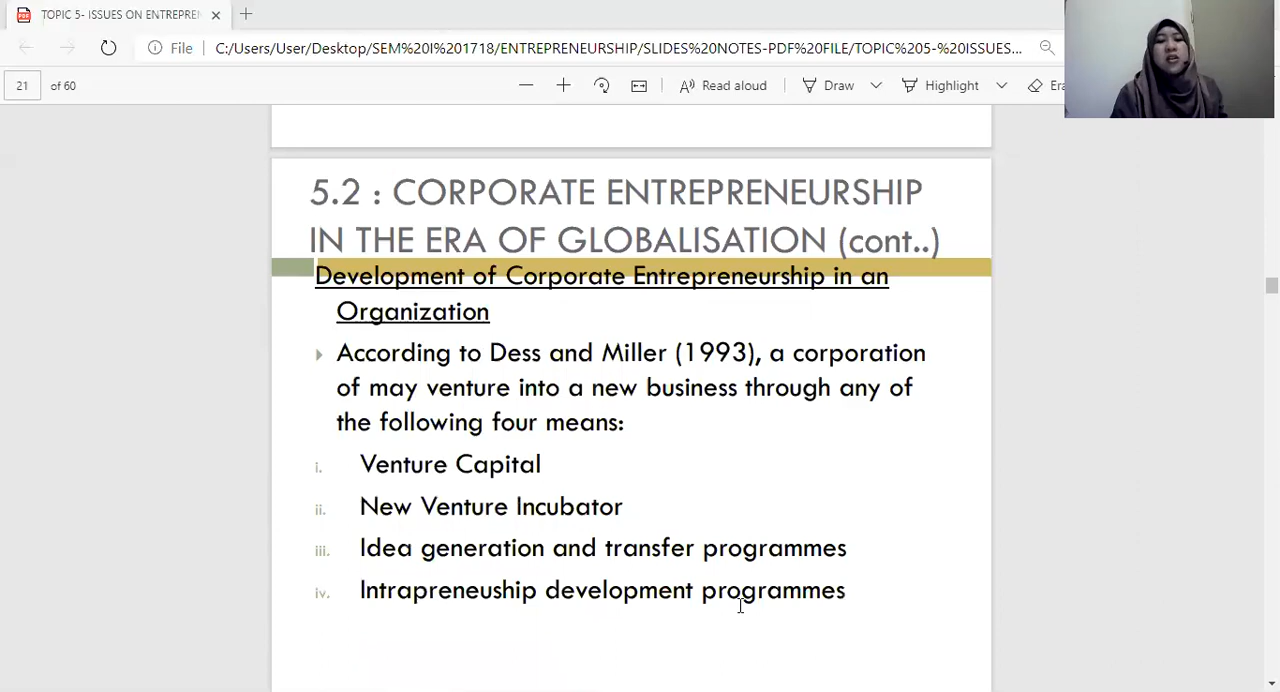 TOPIC 5- ISSUES ON ENTREPREN
File
C:/Users/User/Desktop/SEM%20I%201718/ENTREPRENEURSHIP/SLIDES%20NOTES-PDF%20FILE/TOPIC%205-%20ISSUES...
21 of 60
Read aloud
Draw
Highlight
Era
5.2 : CORPORATE ENTREPRENEURSHIP
IN THE ERA OF GLOBALISATION (cont..)
Development of Corporate Entrepreneurship in an
Organization
According to Dess and Miller (1993), a corporation
of may venture into a new business through any of
the following four means:
i. Venture Capital
ii. New Venture Incubator
iii. Idea generation and transfer programmes
iv. Intrapreneuship development programmes